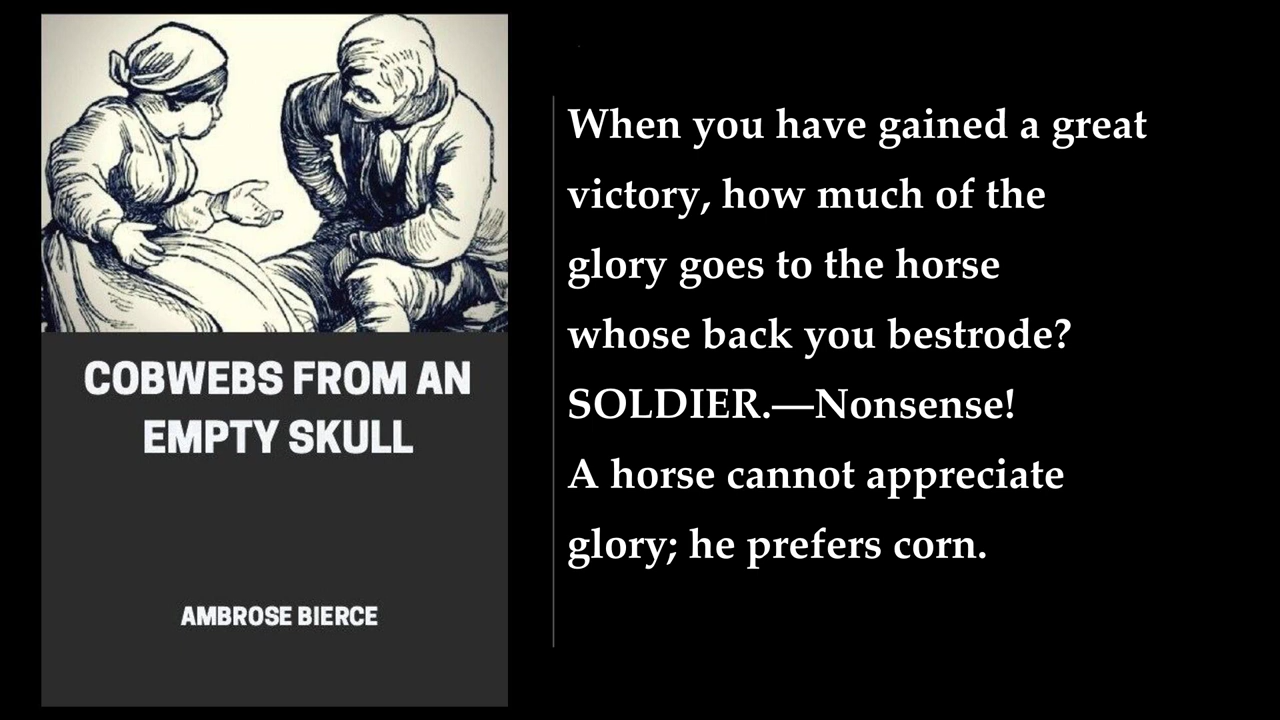 COBWEBS FROM AN
EMPTY SKULL
AMBROSE BIERCE
When you have gained a great
victory, how much of the
glory goes to the horse
whose back you bestrode?
SOLDIER.—Nonsense!
A horse cannot appreciate
glory; he prefers corn.